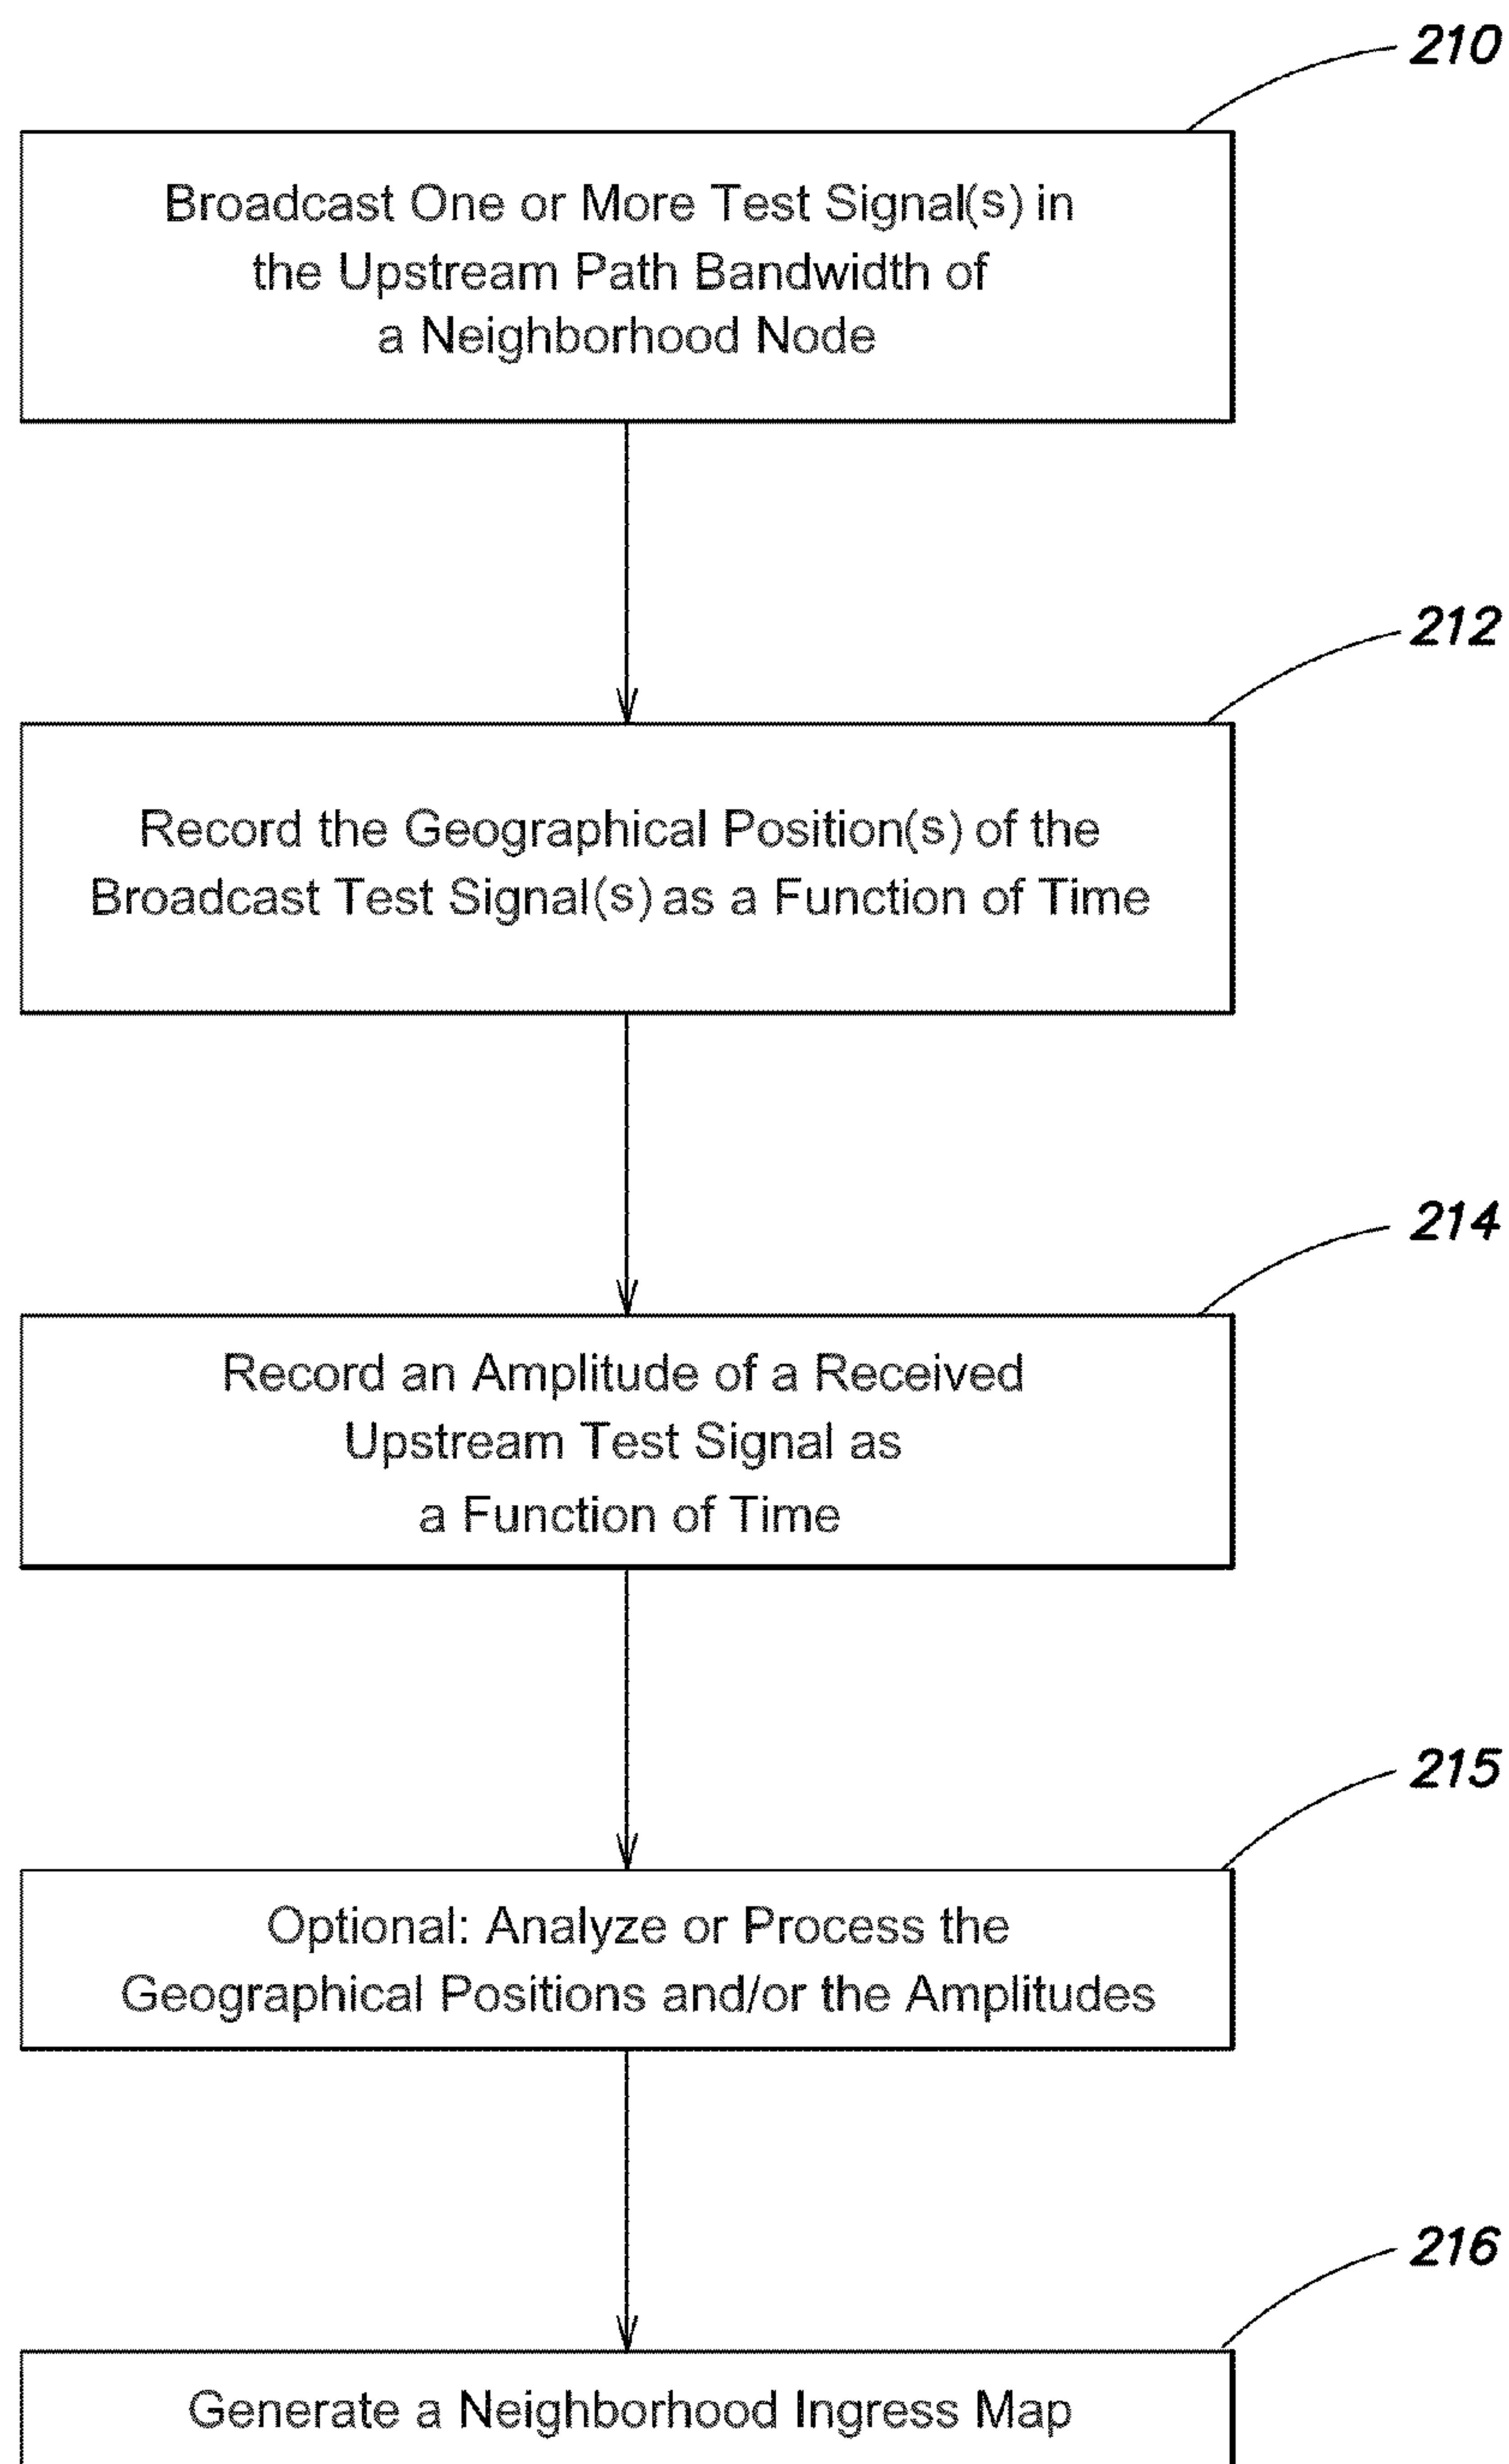 210
Broadcast One or More Test Signal(s) in
the Upstream Path Bandwidth of
a Neighborhood Node
212
Record the Geographical Position(s) of the
Broadcast Test Signal(s) as a Function of Time
214
Record an Amplitude of a Received
Upstream Test Signal as
a Function of Time
215
Optional: Analyze or Process the
Geographical Positions and/or the Amplitudes
216
Generate a Neighborhood Ingress Map